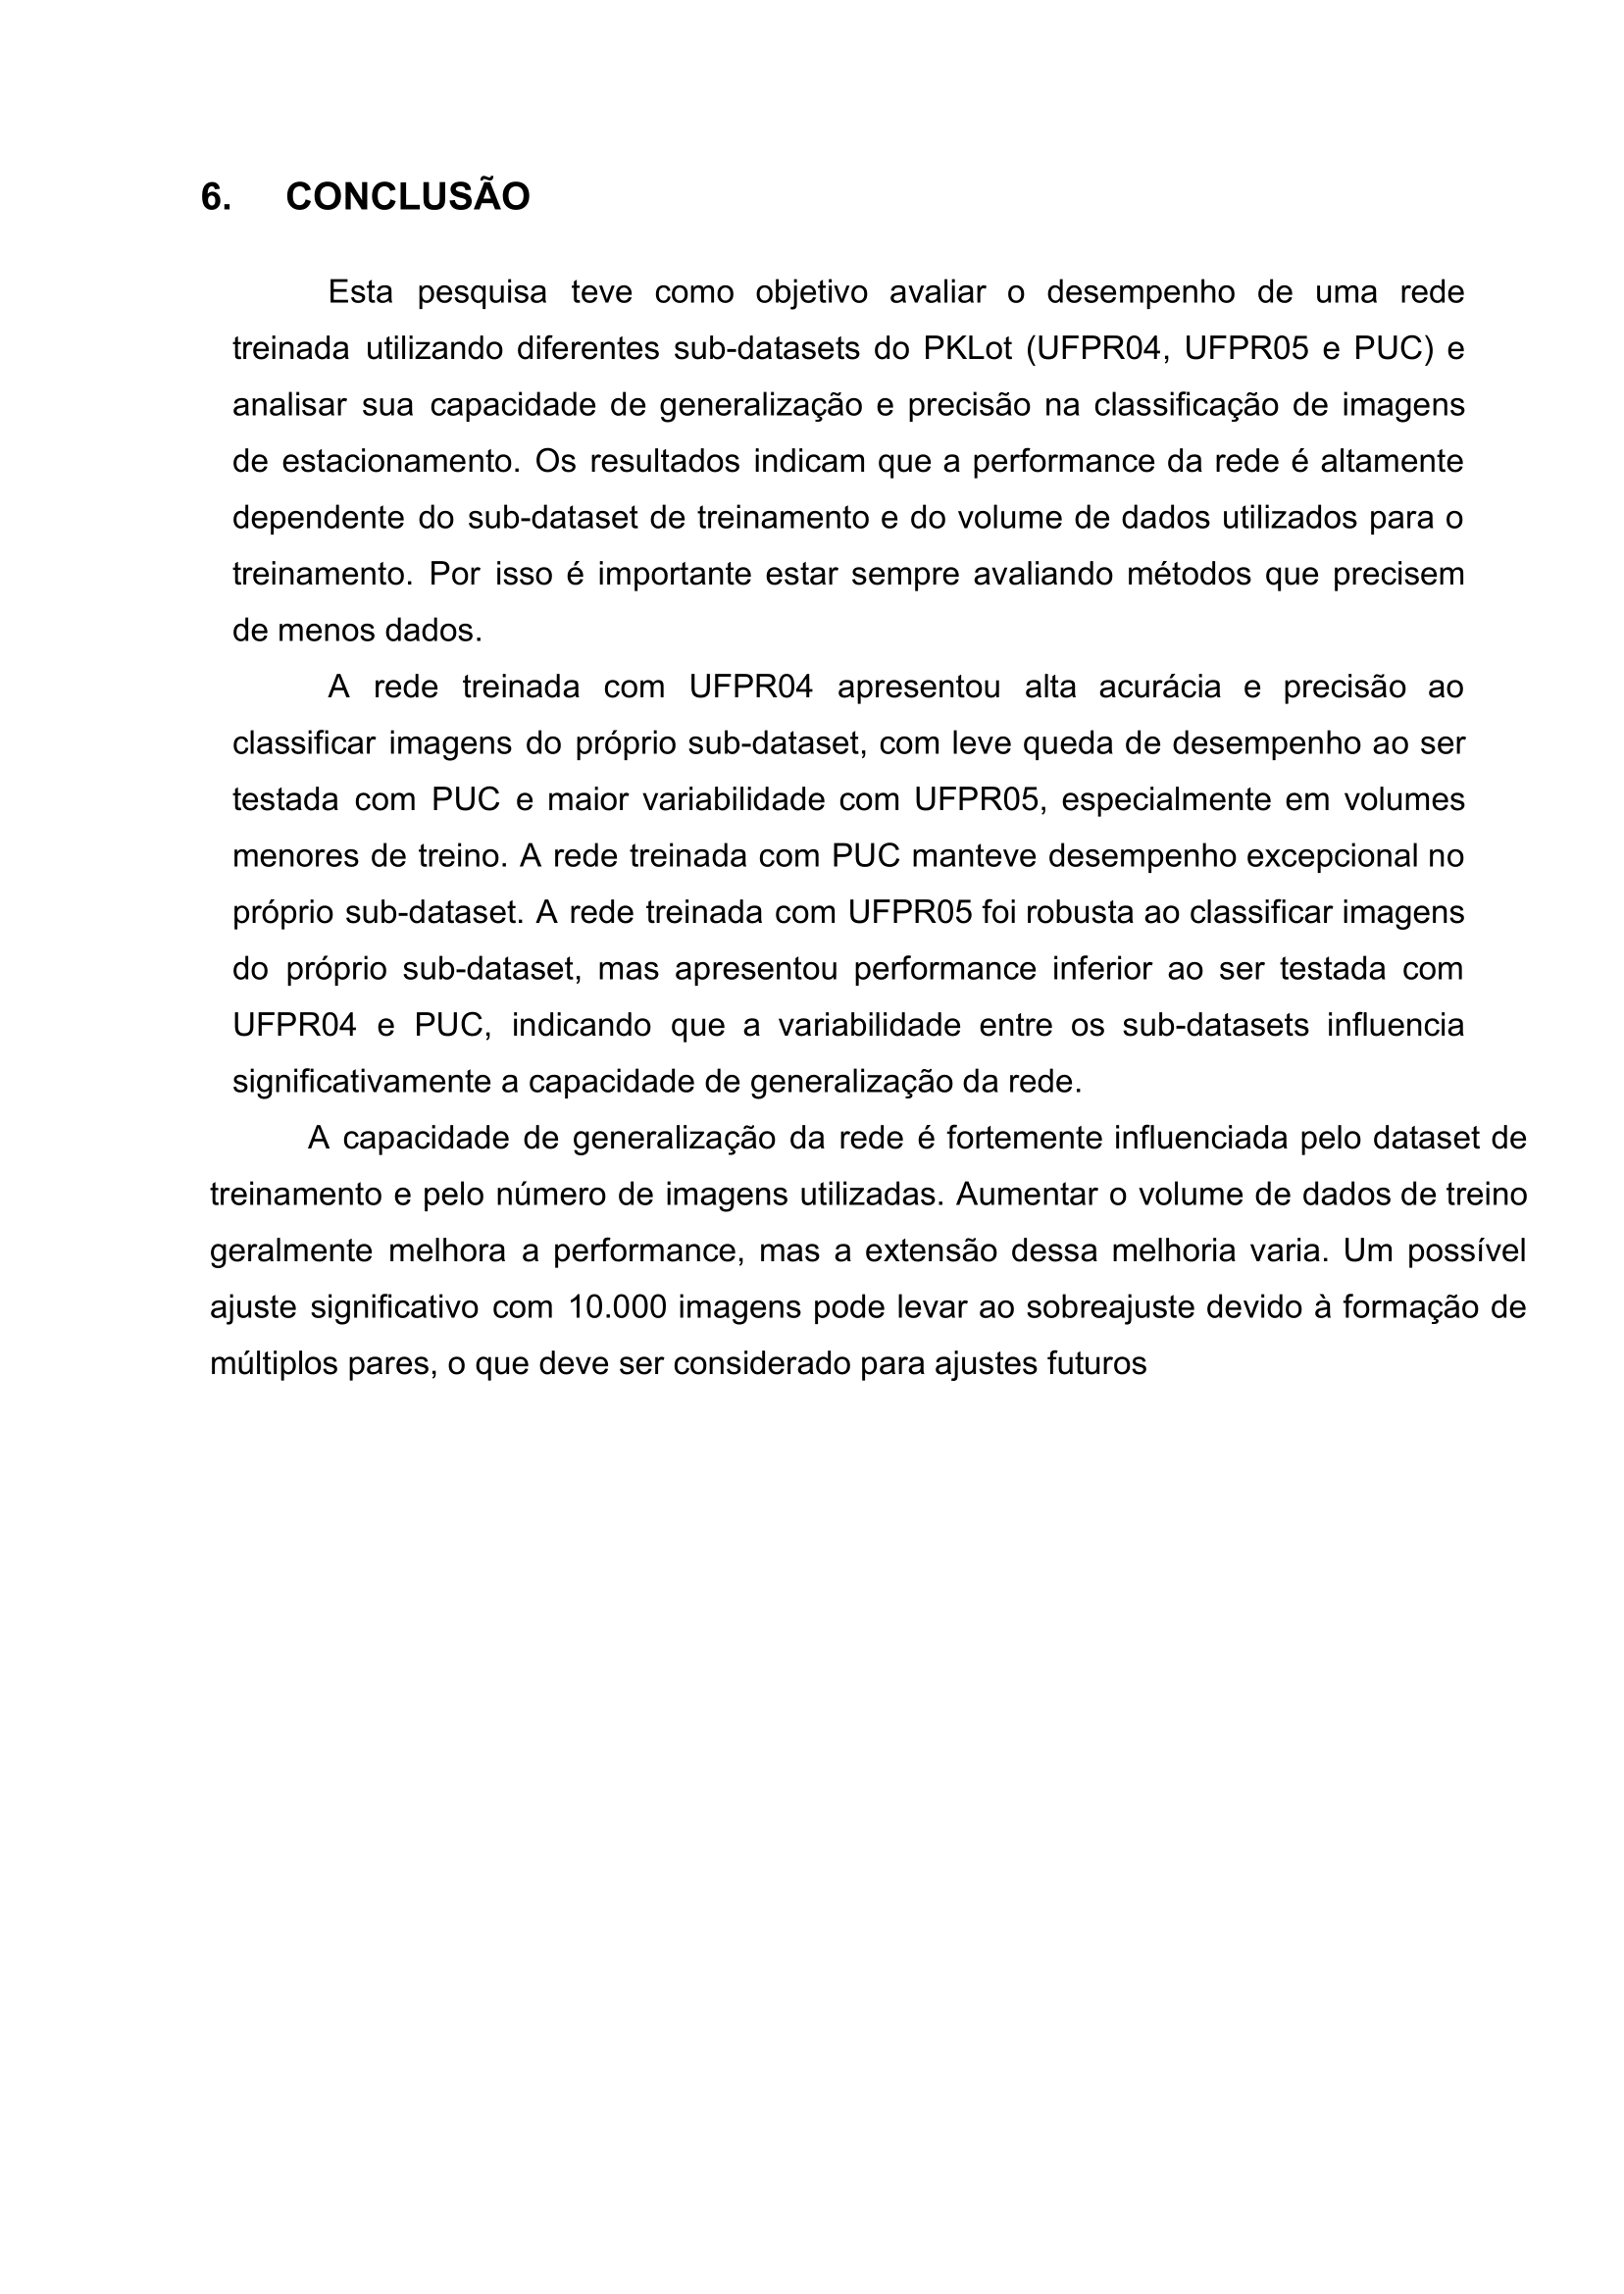 6. CONCLUSÃO
Esta pesquisa teve como objetivo avaliar o desempenho de uma rede
treinada utilizando diferentes sub-datasets do PKLot (UFPR04, UFPR05 e PUC) e
analisar sua capacidade de generalização e precisão na classificação de imagens
de estacionamento. Os resultados indicam que a performance da rede é altamente
dependente do sub-dataset de treinamento e do volume de dados utilizados para o
treinamento. Por isso é importante estar sempre avaliando métodos que precisem
de menos dados.
A rede treinada com UFPR04 apresentou alta acurácia e precisão ao
classificar imagens do próprio sub-dataset, com leve queda de desempenho ao ser
testada com PUC e maior variabilidade com UFPR05, especialmente em volumes
menores de treino. A rede treinada com PUC manteve desempenho excepcional no
próprio sub-dataset. A rede treinada com UFPR05 foi robusta ao classificar imagens
do próprio sub-dataset, mas apresentou performance inferior ao ser testada com
UFPR04 e PUC, indicando que a variabilidade entre os sub-datasets influencia
significativamente a capacidade de generalização da rede.
A capacidade de generalização da rede é fortemente influenciada pelo dataset de
treinamento e pelo número de imagens utilizadas. Aumentar o volume de dados de treino
geralmente melhora a performance, mas a extensão dessa melhoria varia. Um possível
ajuste significativo com 10.000 imagens pode levar ao sobreajuste devido à formação de
múltiplos pares, o que deve ser considerado para ajustes futuros